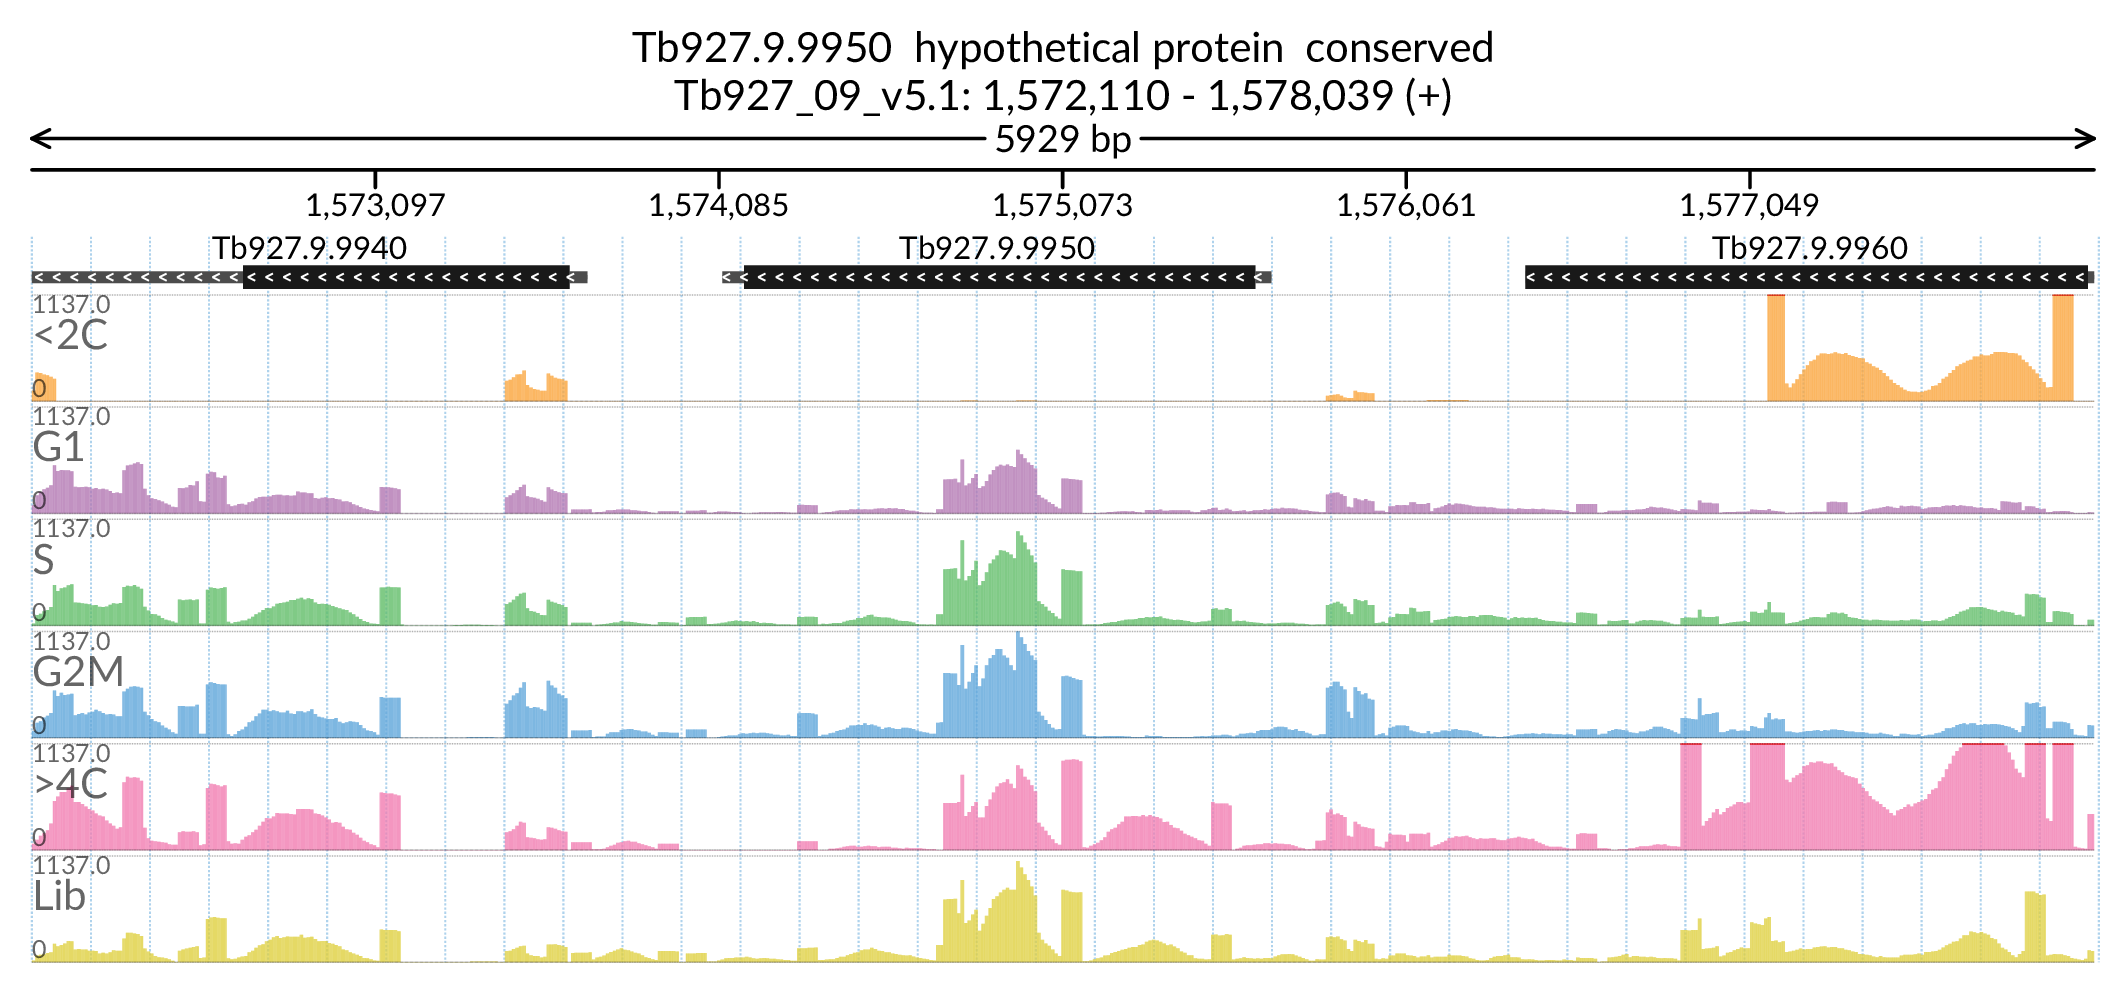 Tb927.9.9950  hypothetical protein  conserved
Tb927_09_v5.1: 1,572,110 - 1,578,039 (+)
5929 bp
1,573,097 1,574,085 1,575,073 1,576,061 1,577,049
Tb927.9.9940 Tb927.9.9950 Tb927.9.9960
1137.0
<2C
0
1137.0
G1
0
1137.0
S
0
1137.0
G2M
0
1137.0
>4C
0
1137.0
Lib
0